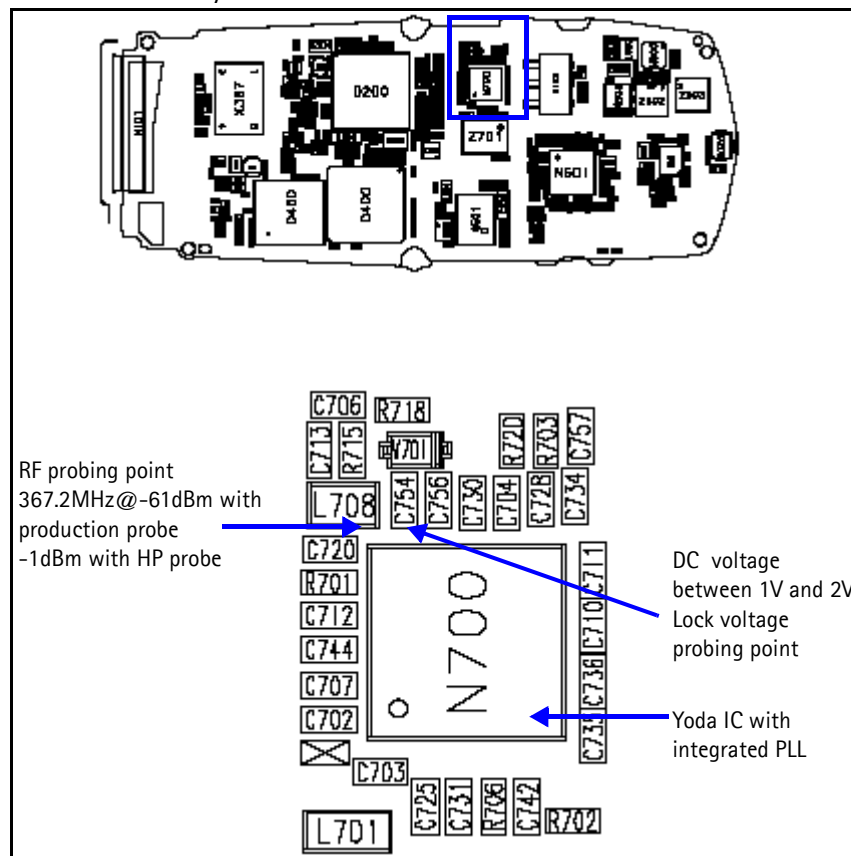 X387
D200
N700
Z701
N601
D400
D400
C706
R718
C713
R715
V701
R720
R703
C757
L708
C754
C756
C730
C704
C728
C734
RF probing point
367.2MHz@-61dBm with
production probe
-1dBm with HP probe
C720
R701
C712
C744
C707
C702
N700
C711
C710
C736
C735
DC voltage
between 1V and 2V
Lock voltage
probing point
Yoda IC with
integrated PLL
C703
C725
C731
R706
C742
R702
L701